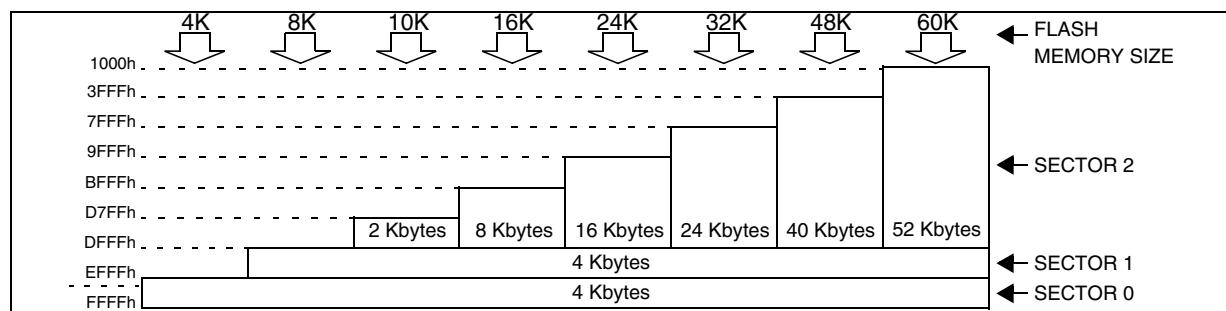 4K 8K 10K 16K 24K 32K 48K 60K FLASH
MEMORY SIZE
1000h
3FFFh
7FFFh
9FFFh
SECTOR 2
BFFFh
D7FFh
2 Kbytes 8 Kbytes 16 Kbytes 24 Kbytes 40 Kbytes 52 Kbytes
DFFFh
4 Kbytes SECTOR 1
EFFFh
4 Kbytes SECTOR 0
FFFFh